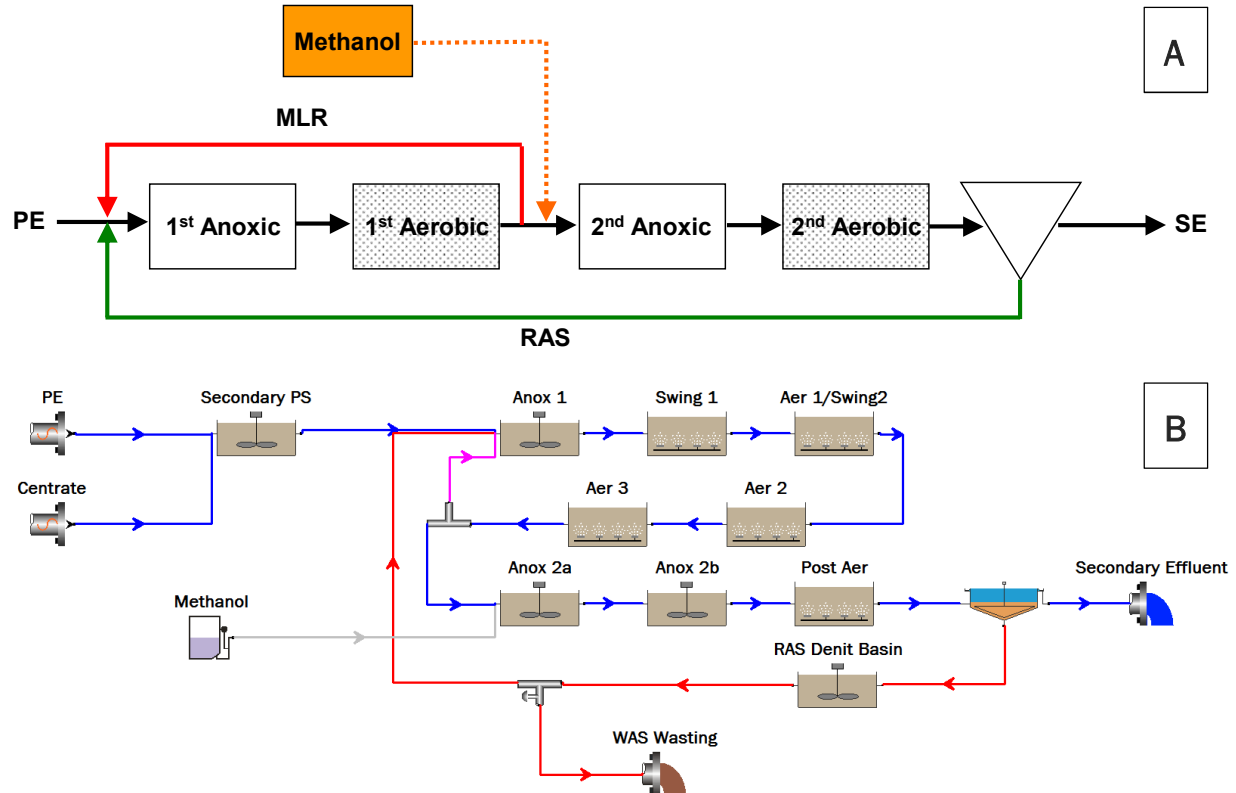 Methanol
A
MLR
PE
1st Anoxic
1st Aerobic
2nd Anoxic
2nd Aerobic
SE
RAS
B
PE
Secondary PS
Anox 1
Swing 1
Aer 1/Swing2
Centrate
Aer 3
Aer 2
Anox 2a
Anox 2b
Post Aer
Secondary Effluent
Methanol
RAS Denit Basin
WAS Wasting